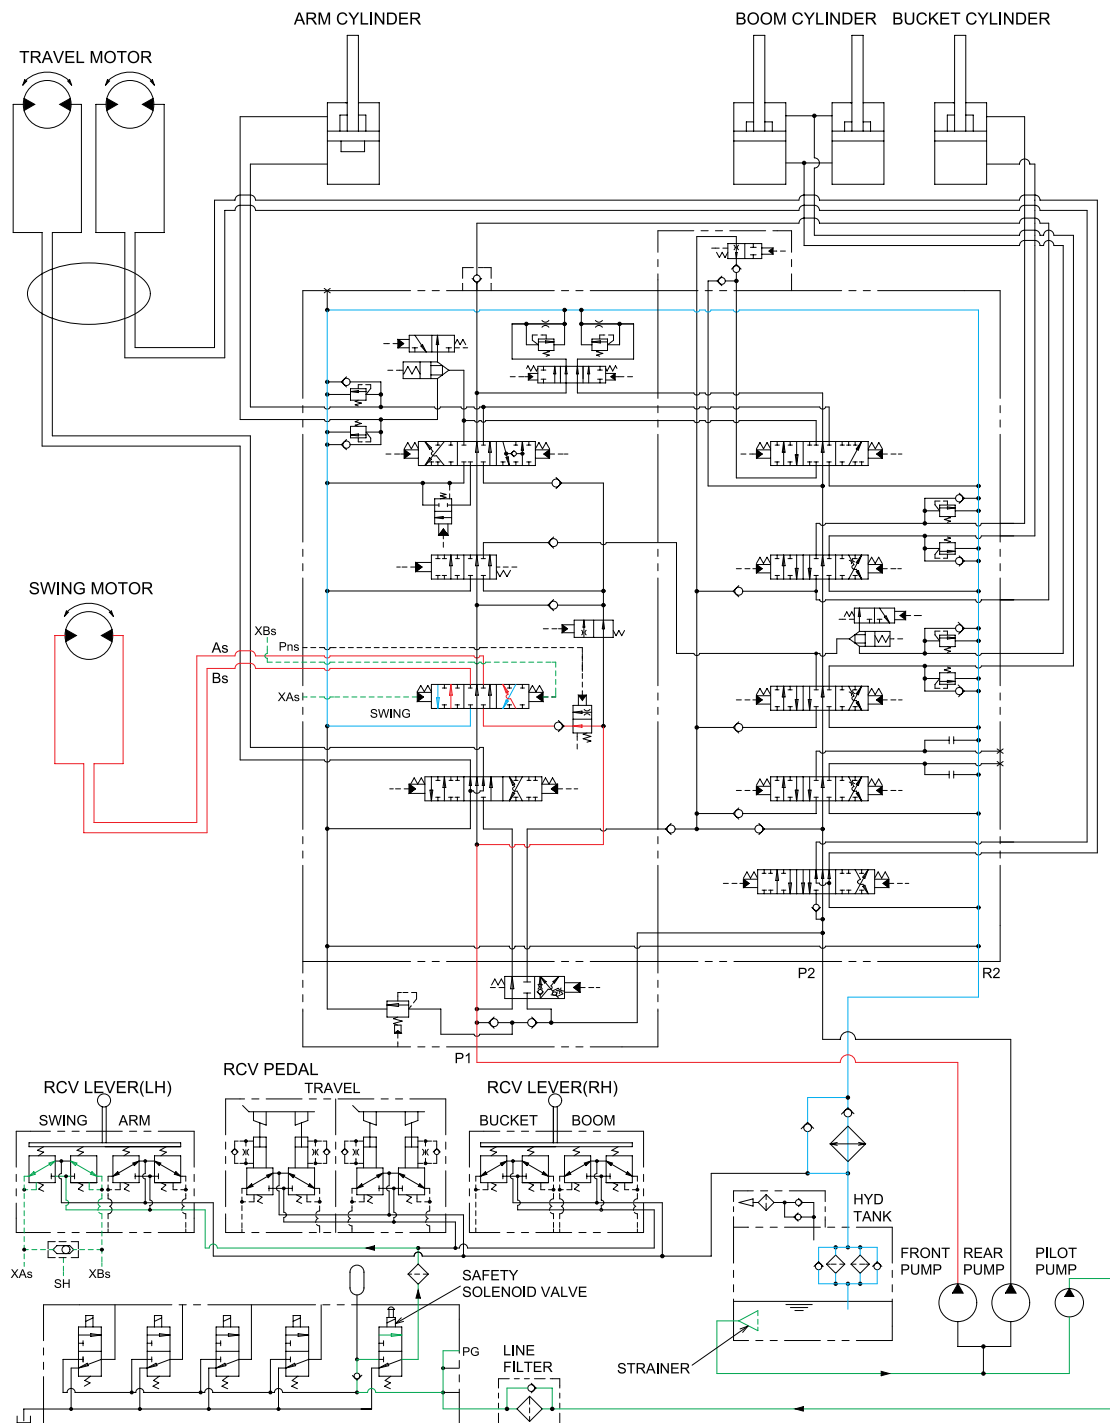 ARM CYLINDER
BOOM CYLINDER
BUCKET CYLINDER
TRAVEL MOTOR
SWING MOTOR
As
Bs
XBs
Pns
XAs
SWING
P2
R2
P1
RCV LEVER(LH)
SWING
ARM
RCV PEDAL
TRAVEL
RCV LEVER(RH)
BUCKET
BOOM
HYD
TANK
FRONT
PUMP
REAR
PUMP
PILOT
PUMP
XAs
SH
XBs
SAFETY
SOLENOID VALVE
PG
LINE
FILTER
STRAINER